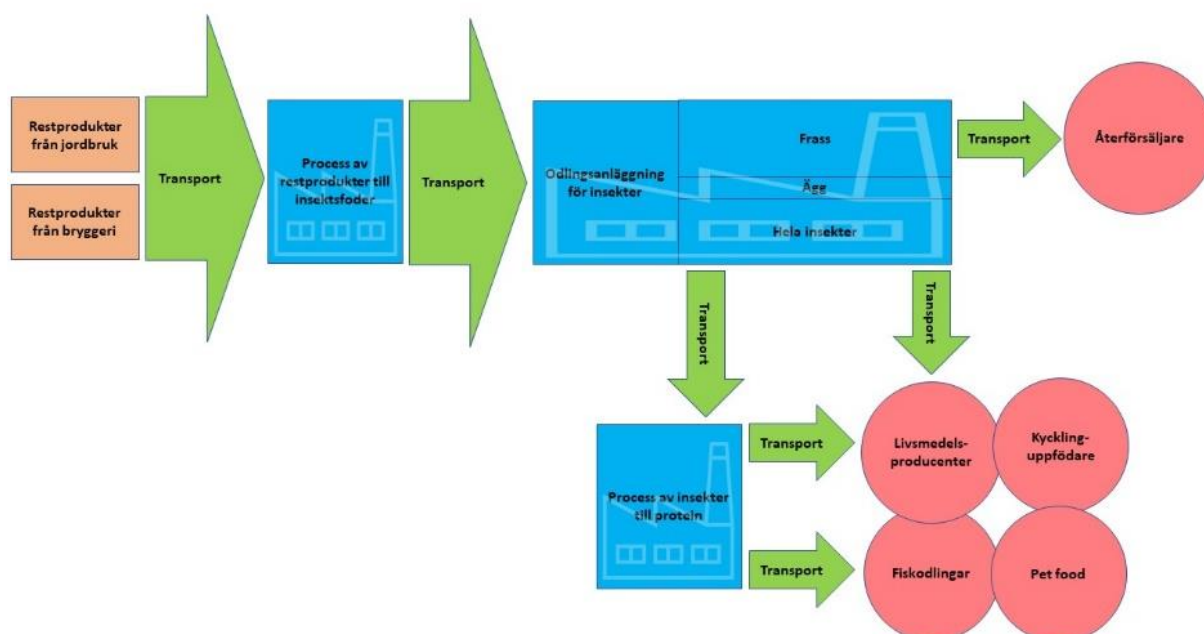 Restprodukter
från jordbruk
Restprodukter
från bryggeri
Transport
Process av
restprodukter till
insektsfoder
Transport
Odlingsanläggning
för insekter
Frass
Ägg
Hela insekter
Transport
Återförsäljare
Transport
Transport
Process av insekter
till protein
Transport
Transport
Livsmedels-
producenter
Kyckling-
uppfödare
Fiskodlingar
Pet food